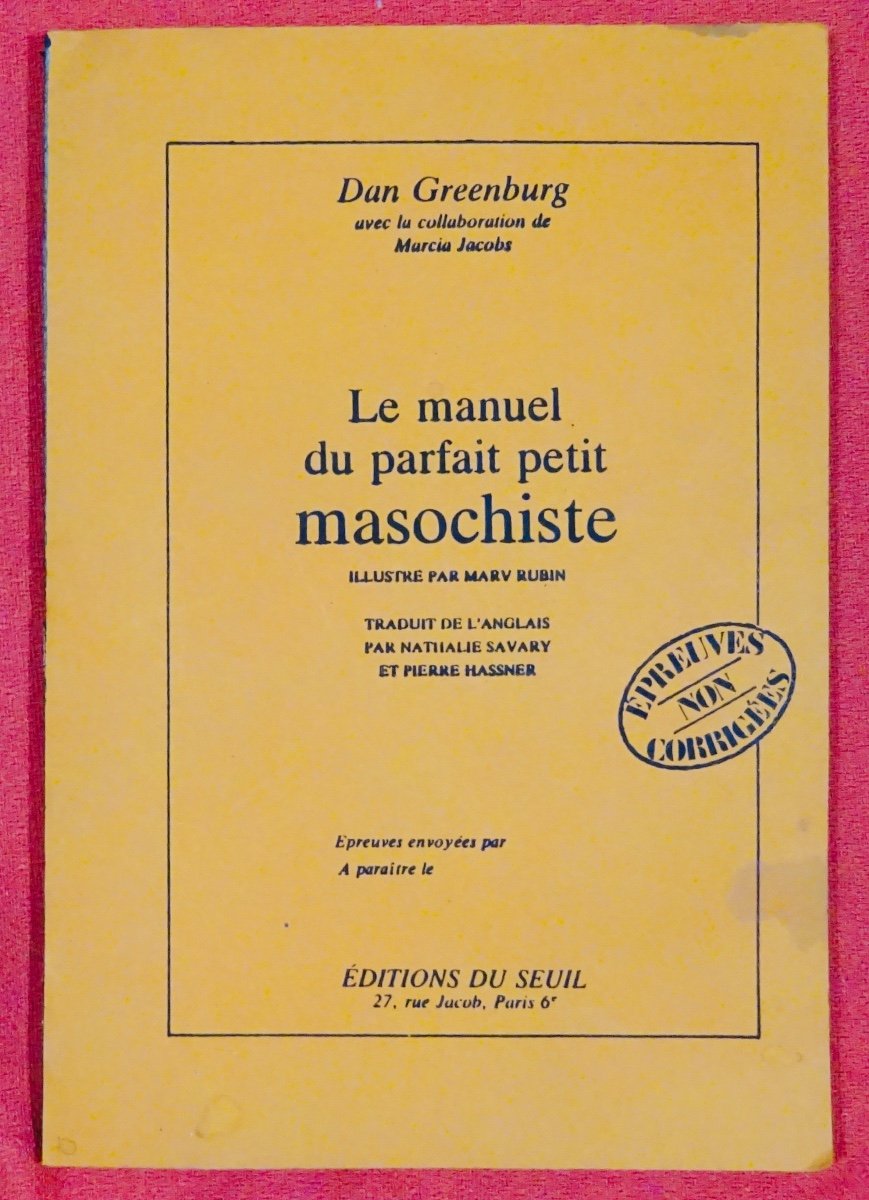 Dan Greenburg
avec la collaboration de
Marcia Jacobs
Le manuel
du parfait petit
masochiste
ILLUSTRÉ PAR MARV RUBIN
TRADUIT DE L'ANGLAIS
PAR NATHALIE SAVARY
ET PIERRE HASSNER
ÉPREUVES
NON
CORRIGÉES
Epreuves envoyées par
A paraître le
ÉDITIONS DU SEUIL
27, rue Jacob, Paris 6e